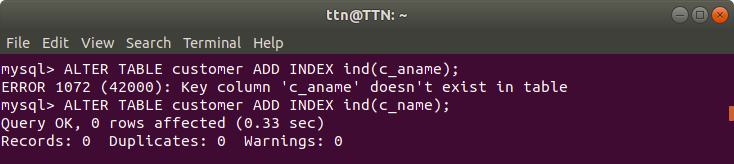 ttn@TTN: ~
File Edit View Search Terminal Help
mysql> ALTER TABLE customer ADD INDEX ind(c_aname);
ERROR 1072 (42000): Key column 'c_aname' doesn't exist in table
mysql> ALTER TABLE customer ADD INDEX ind(c_name);
Query OK, 0 rows affected (0.33 sec)
Records: 0  Duplicates: 0  Warnings: 0